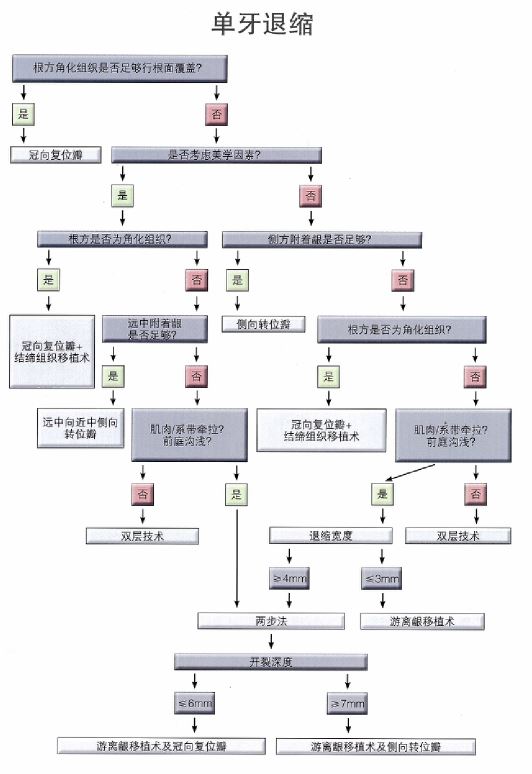 单牙退缩
根方角化组织是否足够行根面覆盖?
是
否
冠向复位瓣
是否考虑美学因素?
是
否
根方是否为角化组织?
侧方附着龈是否足够?
是
否
是
否
冠向复位瓣+
结缔组织移植术
远中附着龈
是否足够?
侧向转位瓣
根方是否为角化组织?
是
否
是
否
远中向近中侧向
转位瓣
肌肉/系带牵拉?
前庭沟浅?
冠向复位瓣+
结缔组织移植术
肌肉/系带牵拉?
前庭沟浅?
否
是
是
否
双层技术
退缩宽度
双层技术
≥4mm
≤3mm
两步法
游离龈移植术
开裂深度
≤6mm
≥7mm
游离龈移植术及冠向复位瓣
游离龈移植术及侧向转位瓣